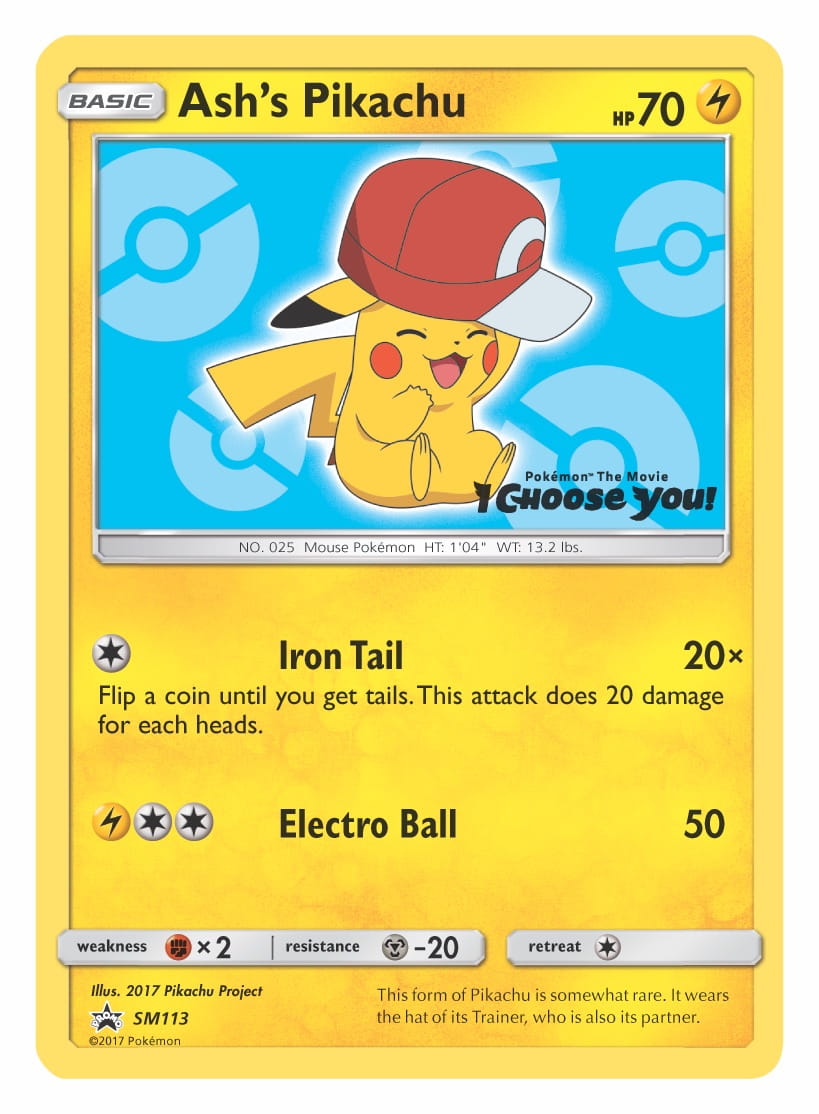 BASIC Ash's Pikachu HP 70
Pokémon™ The Movie
I CHOOSE YOU!
NO. 025 Mouse Pokémon HT: 1'04" WT: 13.2 lbs.
Iron Tail 20×
Flip a coin until you get tails. This attack does 20 damage
for each heads.
Electro Ball 50
weakness ×2 resistance -20 retreat
Illus. 2017 Pikachu Project
PROMO SM113
©2017 Pokémon
This form of Pikachu is somewhat rare. It wears
the hat of its Trainer, who is also its partner.